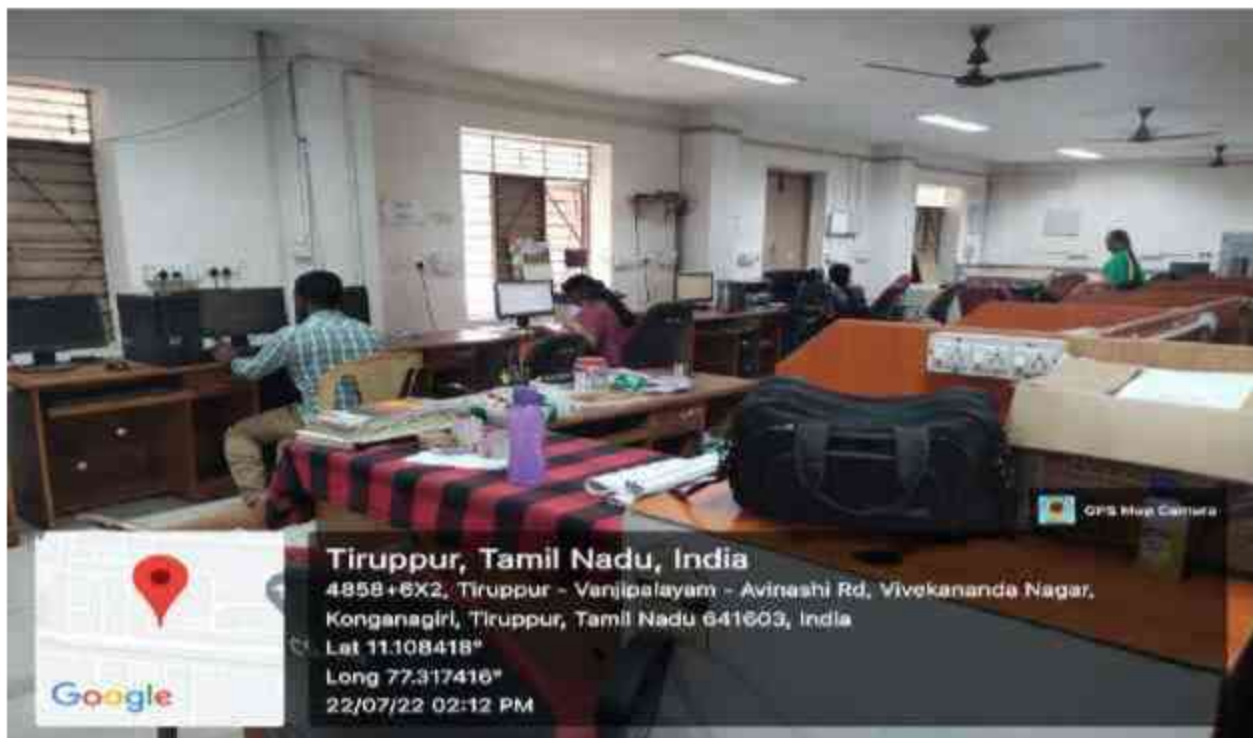 GPS Map Camera
Tiruppur, Tamil Nadu, India
4858+6X2, Tiruppur - Vanjipalayam - Avinashi Rd, Vivekananda Nagar,
Konganagiri, Tiruppur, Tamil Nadu 641603, India
Lat 11.108418°
Long 77.317416°
22/07/22 02:12 PM
Google